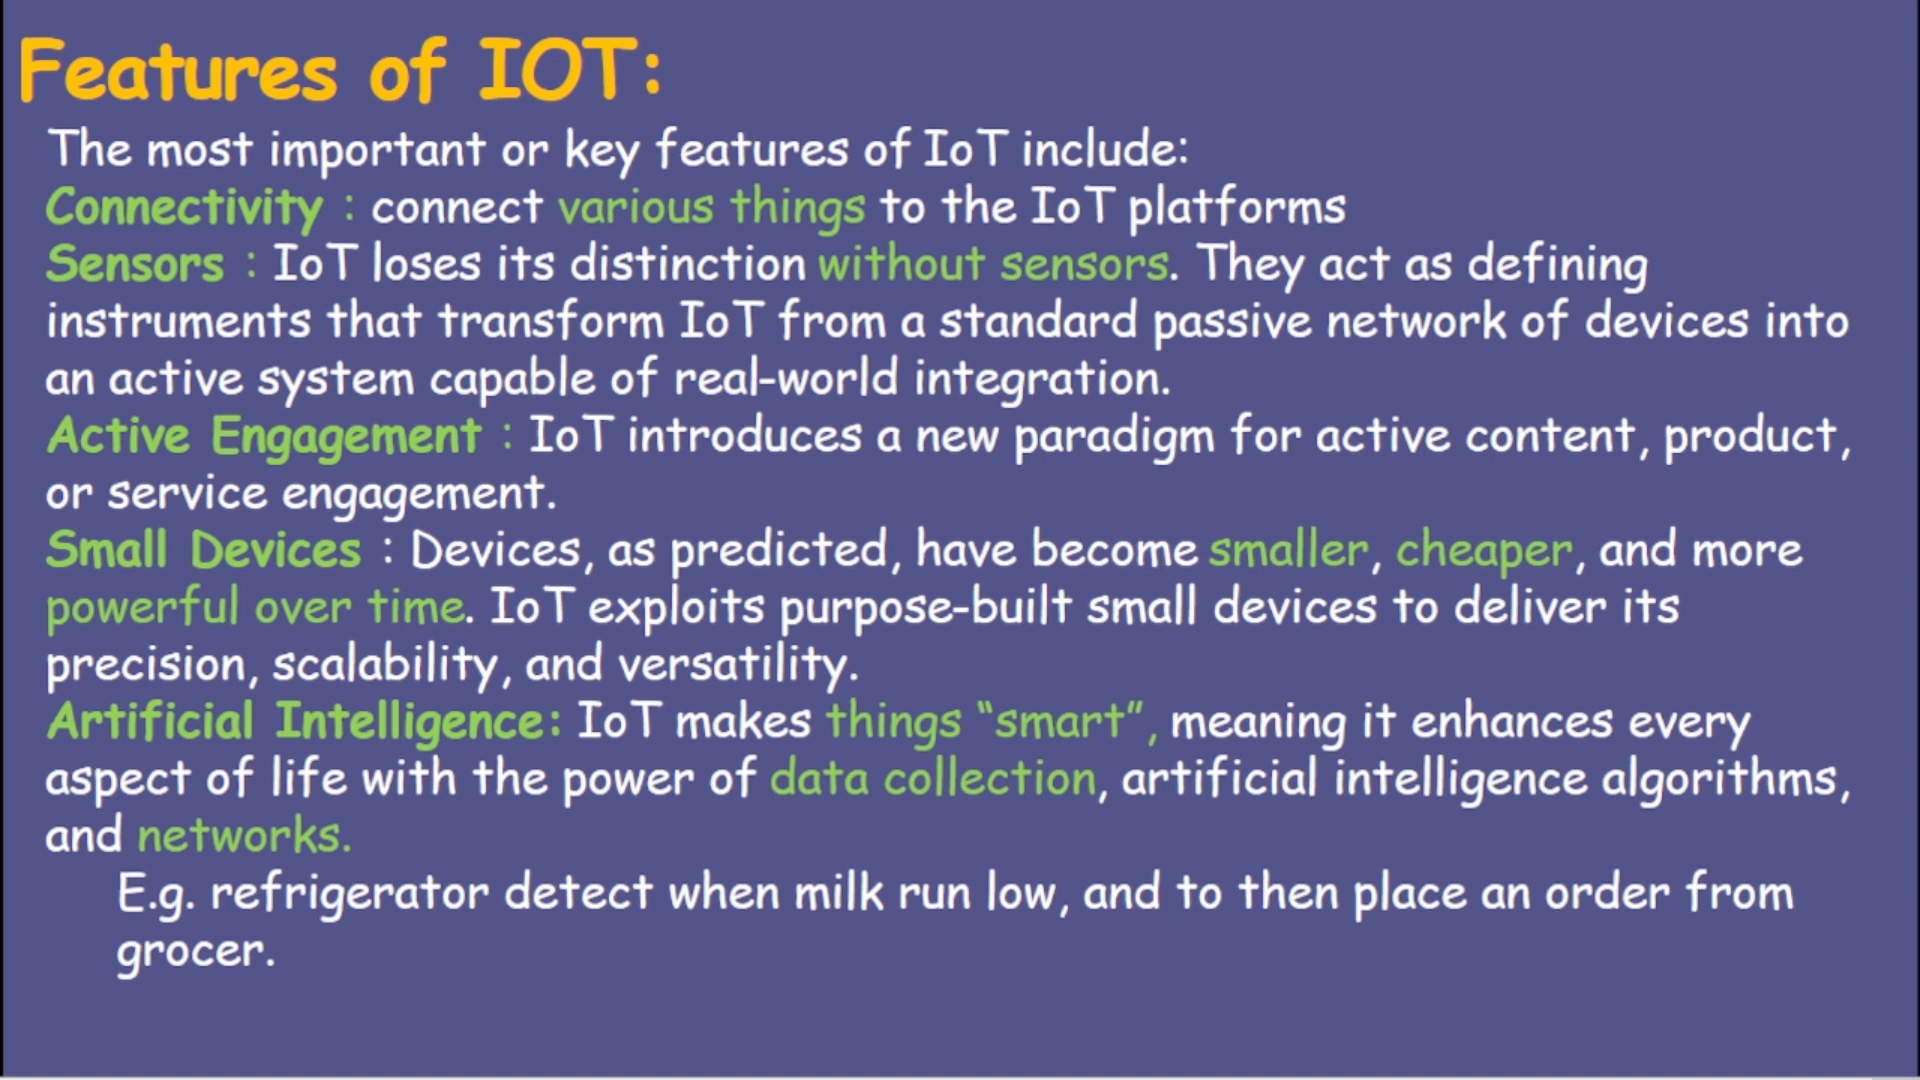 Features of IOT:
The most important or key features of IoT include:
Connectivity : connect various things to the IoT platforms
Sensors : IoT loses its distinction without sensors. They act as defining
instruments that transform IoT from a standard passive network of devices into
an active system capable of real-world integration.
Active Engagement : IoT introduces a new paradigm for active content, product,
or service engagement.
Small Devices : Devices, as predicted, have become smaller, cheaper, and more
powerful over time. IoT exploits purpose-built small devices to deliver its
precision, scalability, and versatility.
Artificial Intelligence: IoT makes things “smart”, meaning it enhances every
aspect of life with the power of data collection, artificial intelligence algorithms,
and networks.
E.g. refrigerator detect when milk run low, and to then place an order from
grocer.